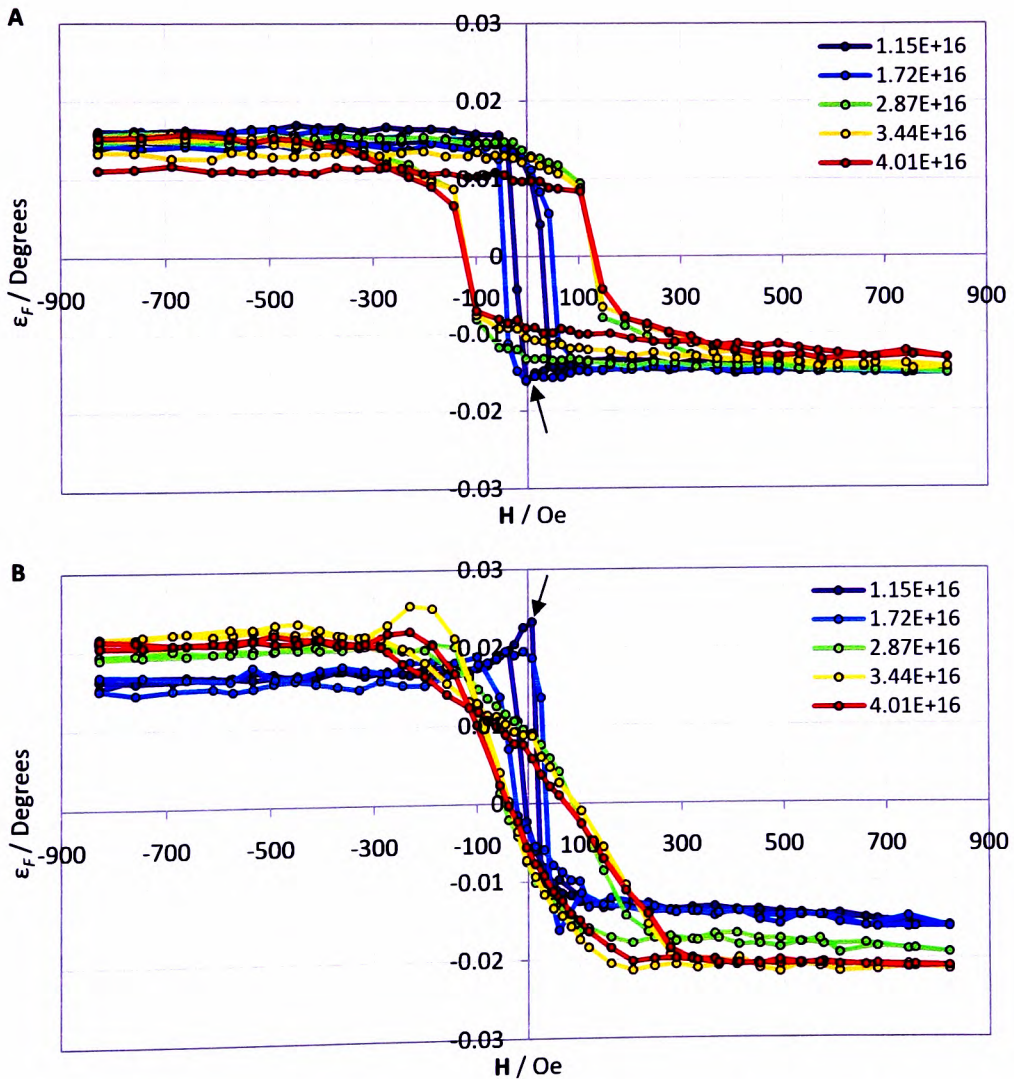 A
0.03
1.15E+16
1.72E+16
2.87E+16
3.44E+16
4.01E+16
0.02
0.01
0
-900 -700 -500 -300 -100 100 300 500 700 900
-0.01
-0.02
-0.03
εF / Degrees
H / Oe
B
0.03
1.15E+16
1.72E+16
2.87E+16
3.44E+16
4.01E+16
0.02
0.01
0
-900 -700 -500 -300 -100 100 300 500 700 900
-0.01
-0.02
-0.03
εF / Degrees
H / Oe